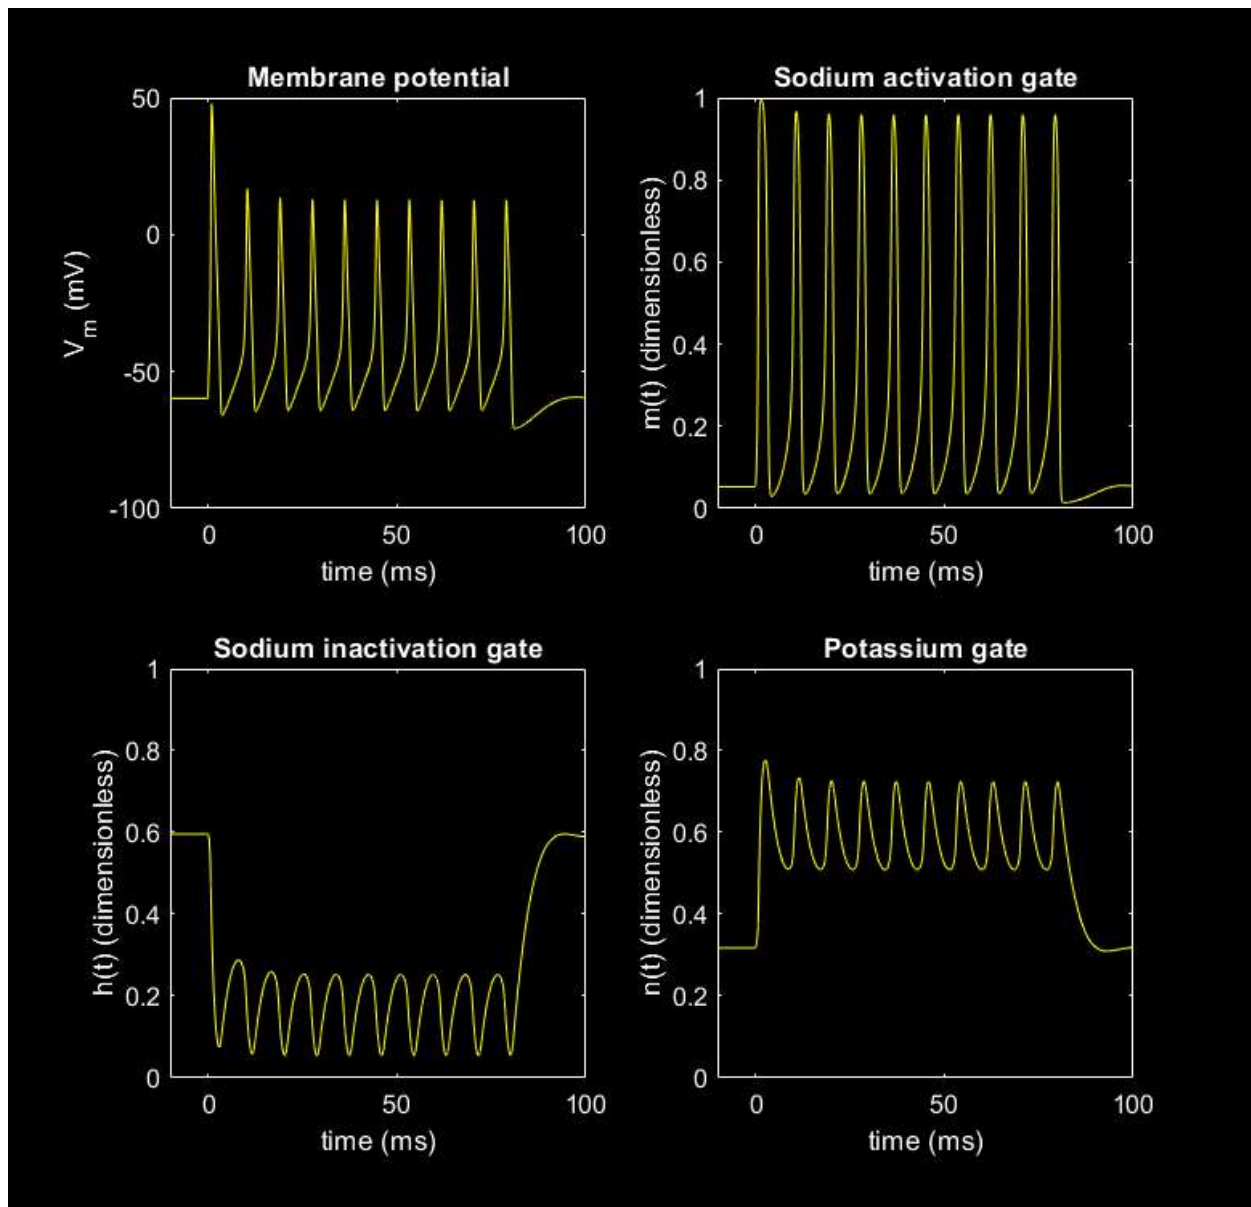 Membrane potential
50
0
-50
-100
V_m (mV)
0 50 100
time (ms)
Sodium activation gate
1
0.8
0.6
0.4
0.2
0
m(t) (dimensionless)
0 50 100
time (ms)
Sodium inactivation gate
1
0.8
0.6
0.4
0.2
0
h(t) (dimensionless)
0 50 100
time (ms)
Potassium gate
1
0.8
0.6
0.4
0.2
0
n(t) (dimensionless)
0 50 100
time (ms)